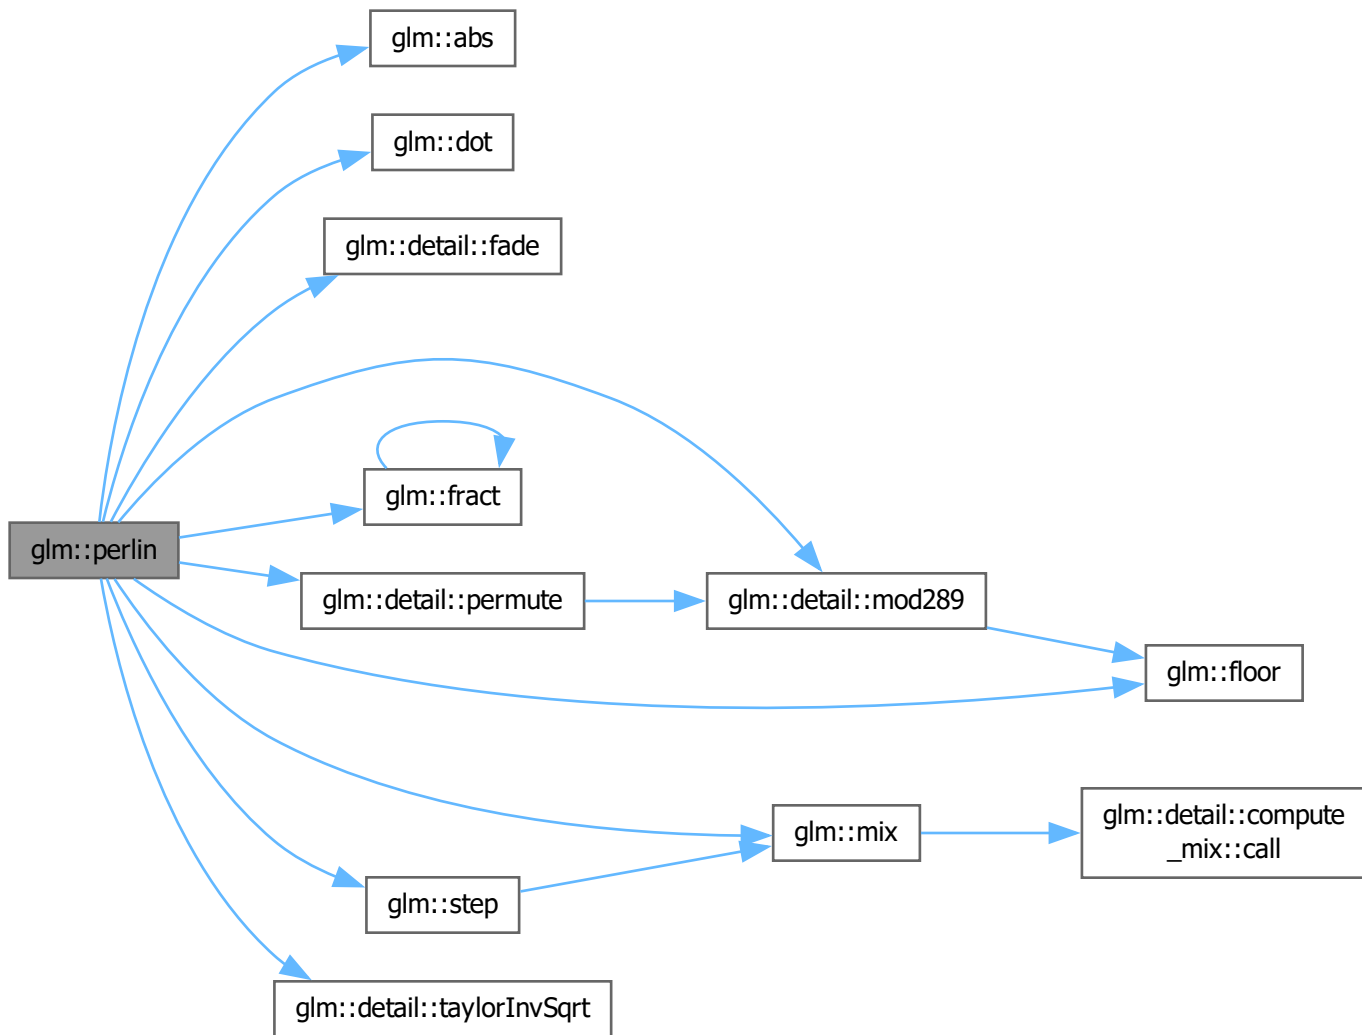 glm::abs
glm::dot
glm::detail::fade
glm::fract
glm::perlin
glm::detail::permute
glm::detail::mod289
glm::floor
glm::mix
glm::detail::compute
_mix::call
glm::step
glm::detail::taylorInvSqrt